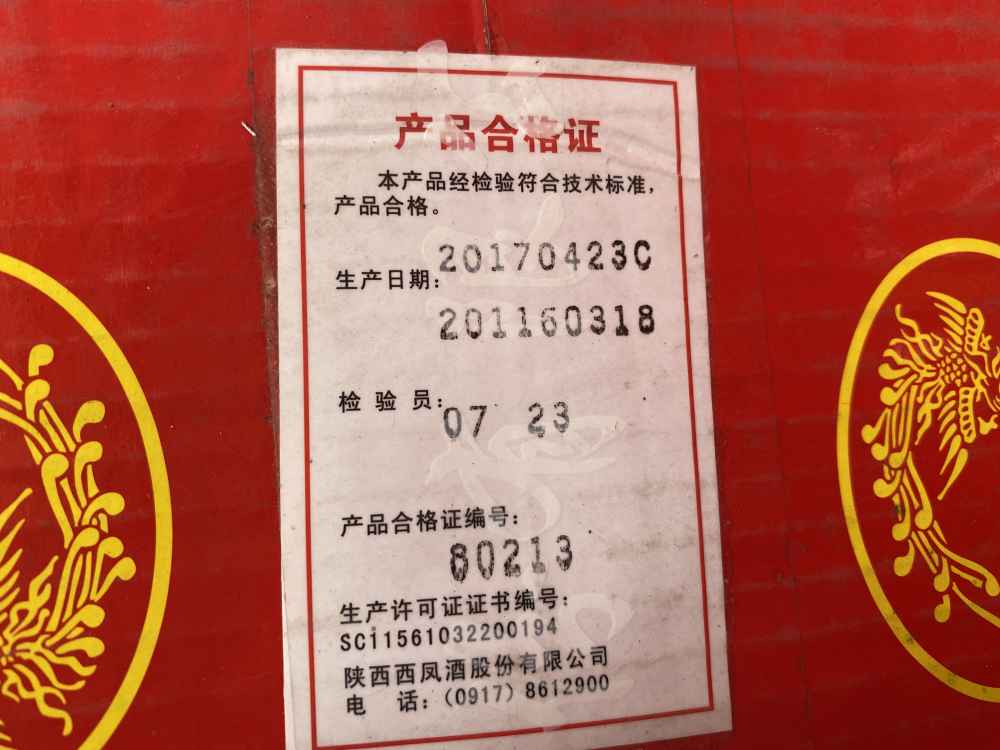 产品合格证
本产品经检验符合技术标准,
产品合格。
20170423C
生产日期:
201160318
检 验 员:
07 23
产品合格证编号:
80213
生产许可证证书编号:
SCi1561032200194
陕西西凤酒股份有限公司
电 话:(0917)8612900